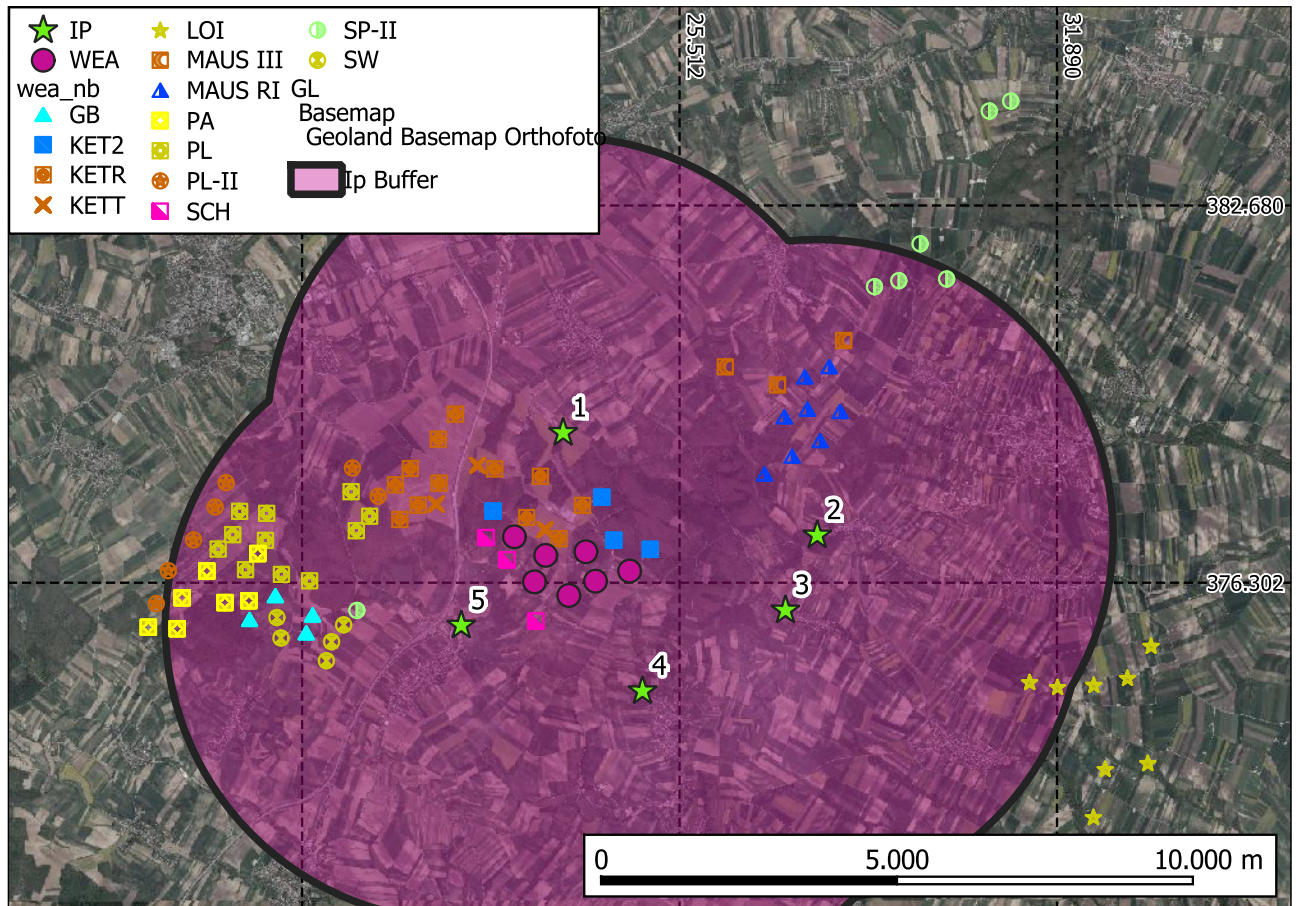 IP
WEA
wea_nb
GB
KET2
KETR
KETT
LOI
MAUS III
MAUS RI
PA
PL
PL-II
SCH
SP-II
SW
GL
Basemap
Geoland Basemap Orthofoto
Ip Buffer
25.512
31.890
382.680
376.302
1
2
3
4
5
0 5.000 10.000 m